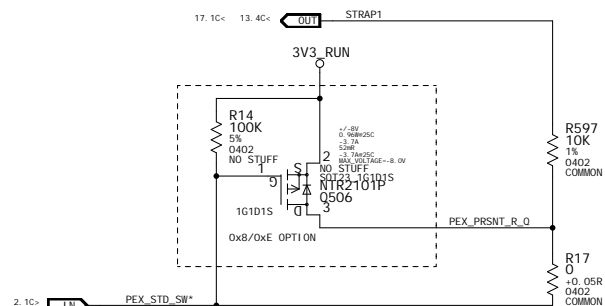 17.1C< 13.4C< OUT STRAP1
3V3_RUN
R14
100K
5%
0402
NO STUFF
+/-8V
0.96W@25C
-3.7A
52mR
-3.7A@25C
MAX_VOLTAGE=-8.0V
1
2
S
G
D
3
NO STUFF
SOT23_1G1D1S
NTR2101P
Q506
1G1D1S
0x8/0xE OPTION
R597
10K
1%
0402
COMMON
PEX_PRSNT_R_Q
R17
0
+0.05R
0402
COMMON
2.1C> IN PEX_STD_SW*